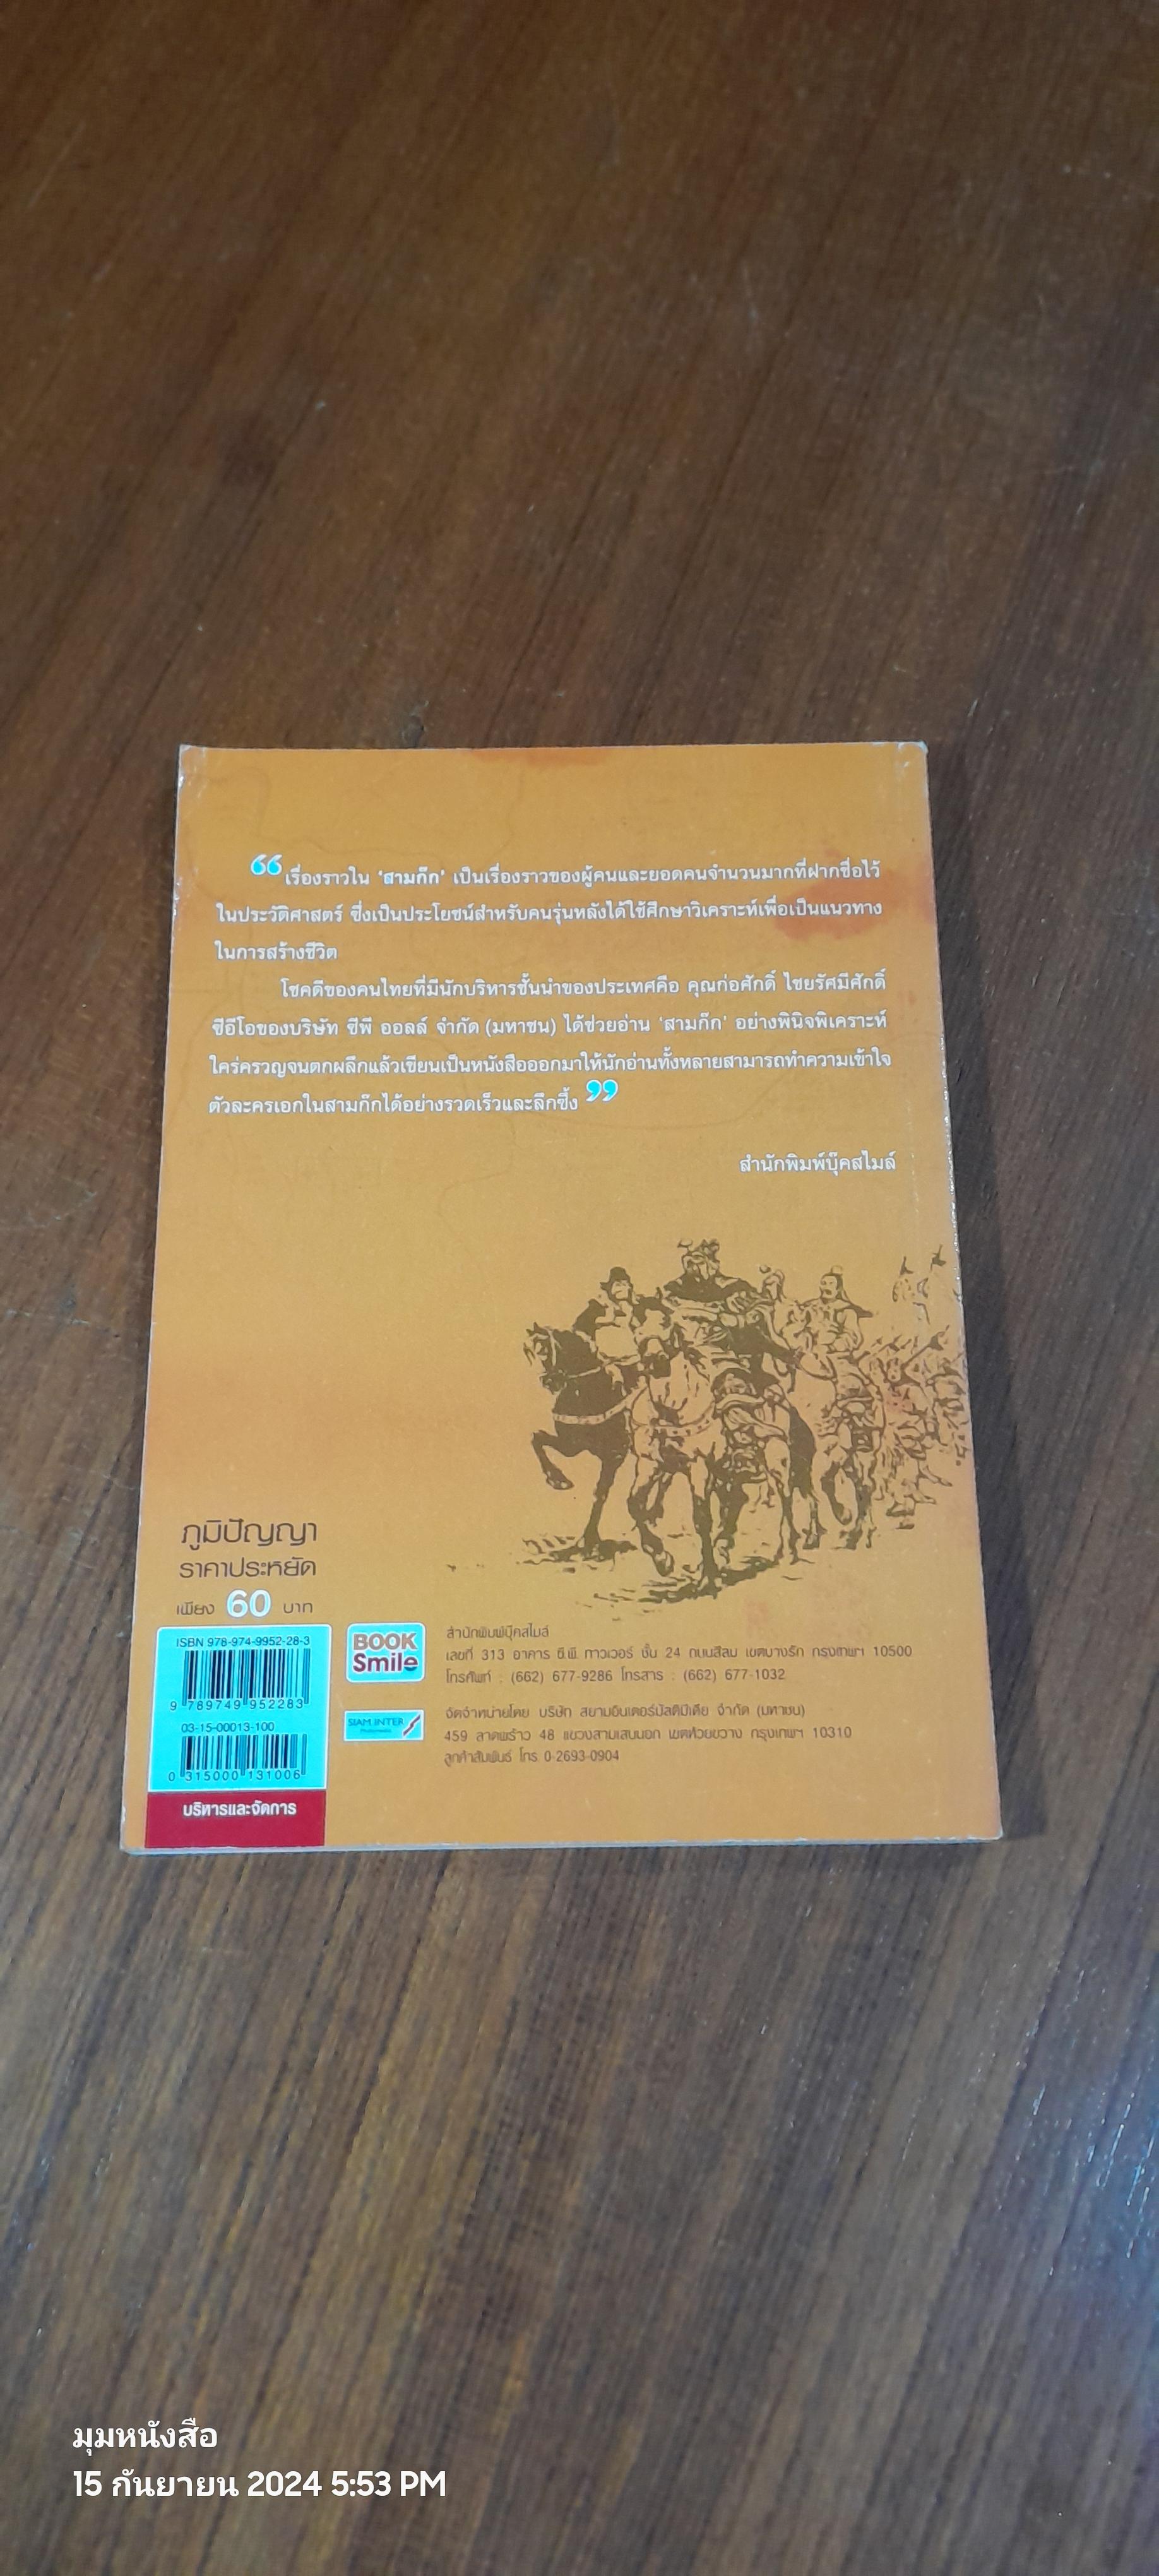 “เรื่องราวใน 'สามก๊ก' เป็นเรื่องราวของผู้คนและยอดคนจำนวนมากที่ฝากชื่อไว้
ในประวัติศาสตร์ ซึ่งเป็นประโยชน์สำหรับคนรุ่นหลังได้ใช้ศึกษาวิเคราะห์เพื่อเป็นแนวทาง
ในการสร้างชีวิต
โชคดีของคนไทยที่มีนักบริหารชั้นนำของประเทศคือ คุณก่อศักดิ์ ไชยรัศมีศักดิ์
ซีอีโอของบริษัท ซีพี ออลล์ จำกัด (มหาชน) ได้ช่วยอ่าน 'สามก๊ก' อย่างพินิจพิเคราะห์
ใคร่ครวญจนตกผลึกแล้วเขียนเป็นหนังสือออกมาให้นักอ่านทั้งหลายสามารถทำความเข้าใจ
ตัวละครเอกในสามก๊กได้อย่างรวดเร็วและลึกซึ้ง”
สำนักพิมพ์บุ๊คสไมล์
ภูมิปัญญา
ราคาประหยัด
เพียง 60 บาท
ISBN 978-974-9952-28-3
9 789749 952283
03-15-00013-100
0 315000 131006
บริหารและจัดการ
BOOK
Smile
สำนักพิมพ์บุ๊คสไมล์
เลขที่ 313 อาคาร ซี.พี. ทาวเวอร์ ชั้น 24 ถนนสีลม เขตบางรัก กรุงเทพฯ 10500
โทรศัพท์ : (662) 677-9286 โทรสาร : (662) 677-1032
SIAM INTER
Multimedia
จัดจำหน่ายโดย บริษัท สยามอินเตอร์มัลติมีเดีย จำกัด (มหาชน)
459 ลาดพร้าว 48 แขวงสามเสนนอก เขตห้วยขวาง กรุงเทพฯ 10310
ลูกค้าสัมพันธ์ โทร 0-2693-0904
มุมหนังสือ
15 กันยายน 2024 5:53 PM